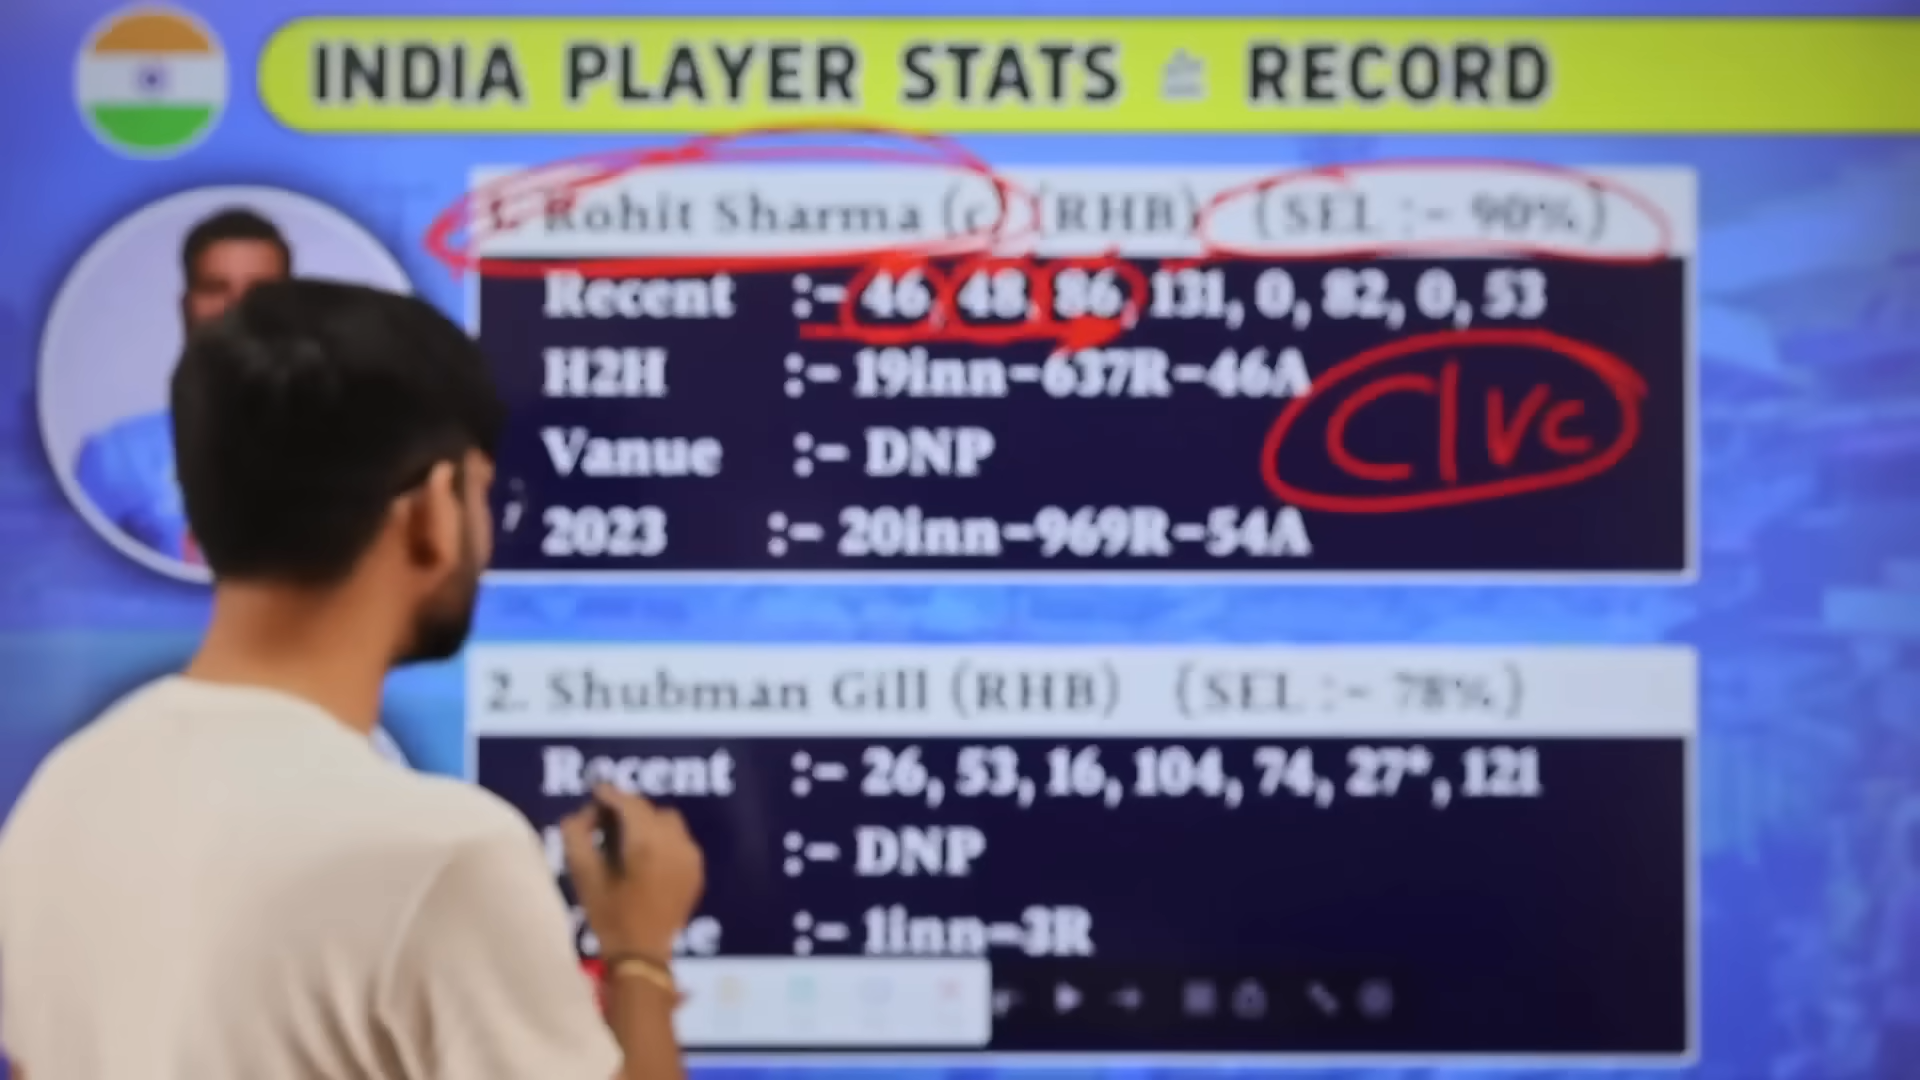 INDIA PLAYER STATS & RECORD
1. Rohit Sharma (c) (RHB) (SEL :- 90%)
Recent :- 46, 48, 86, 131, 0, 82, 0, 53
H2H :- 19inn-637R-46A
C/Vc
Vanue :- DNP
2023 :- 20inn-969R-54A
2. Shubman Gill (RHB) (SEL :- 78%)
Recent :- 26, 53, 16, 104, 74, 27*, 121
:- DNP
:- 1inn-3R